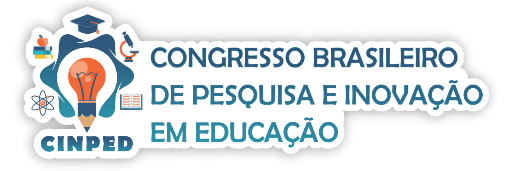 CONGRESSO BRASILEIRO
DE PESQUISA E INOVAÇÃO
EM EDUCAÇÃO
CINPED